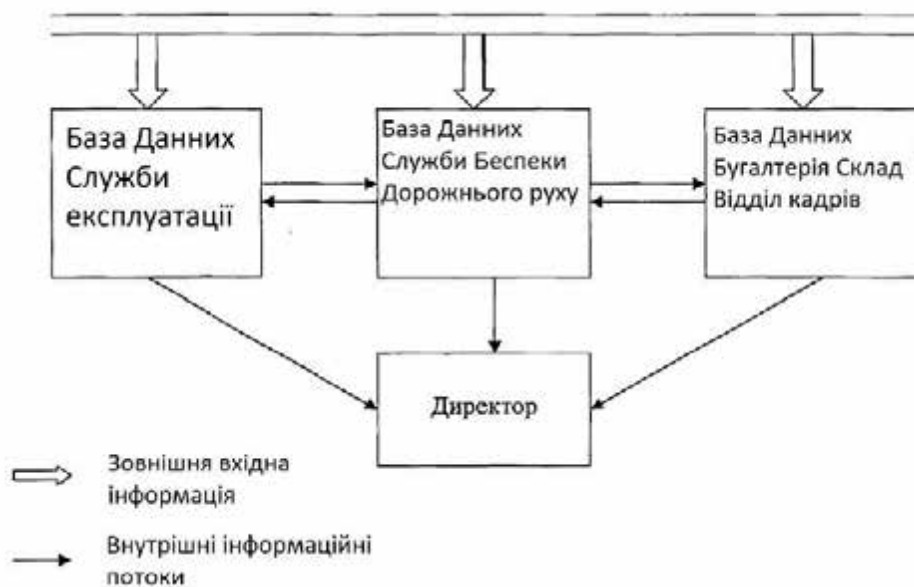 База Данних
Служби
експлуатації
База Данних
Служби Беспеки
Дорожнього руху
База Данних
Бугалтерія Склад
Відділ кадрів
Директор
Зовнішня вхідна
інформація
Внутрішні інформаційні
потоки